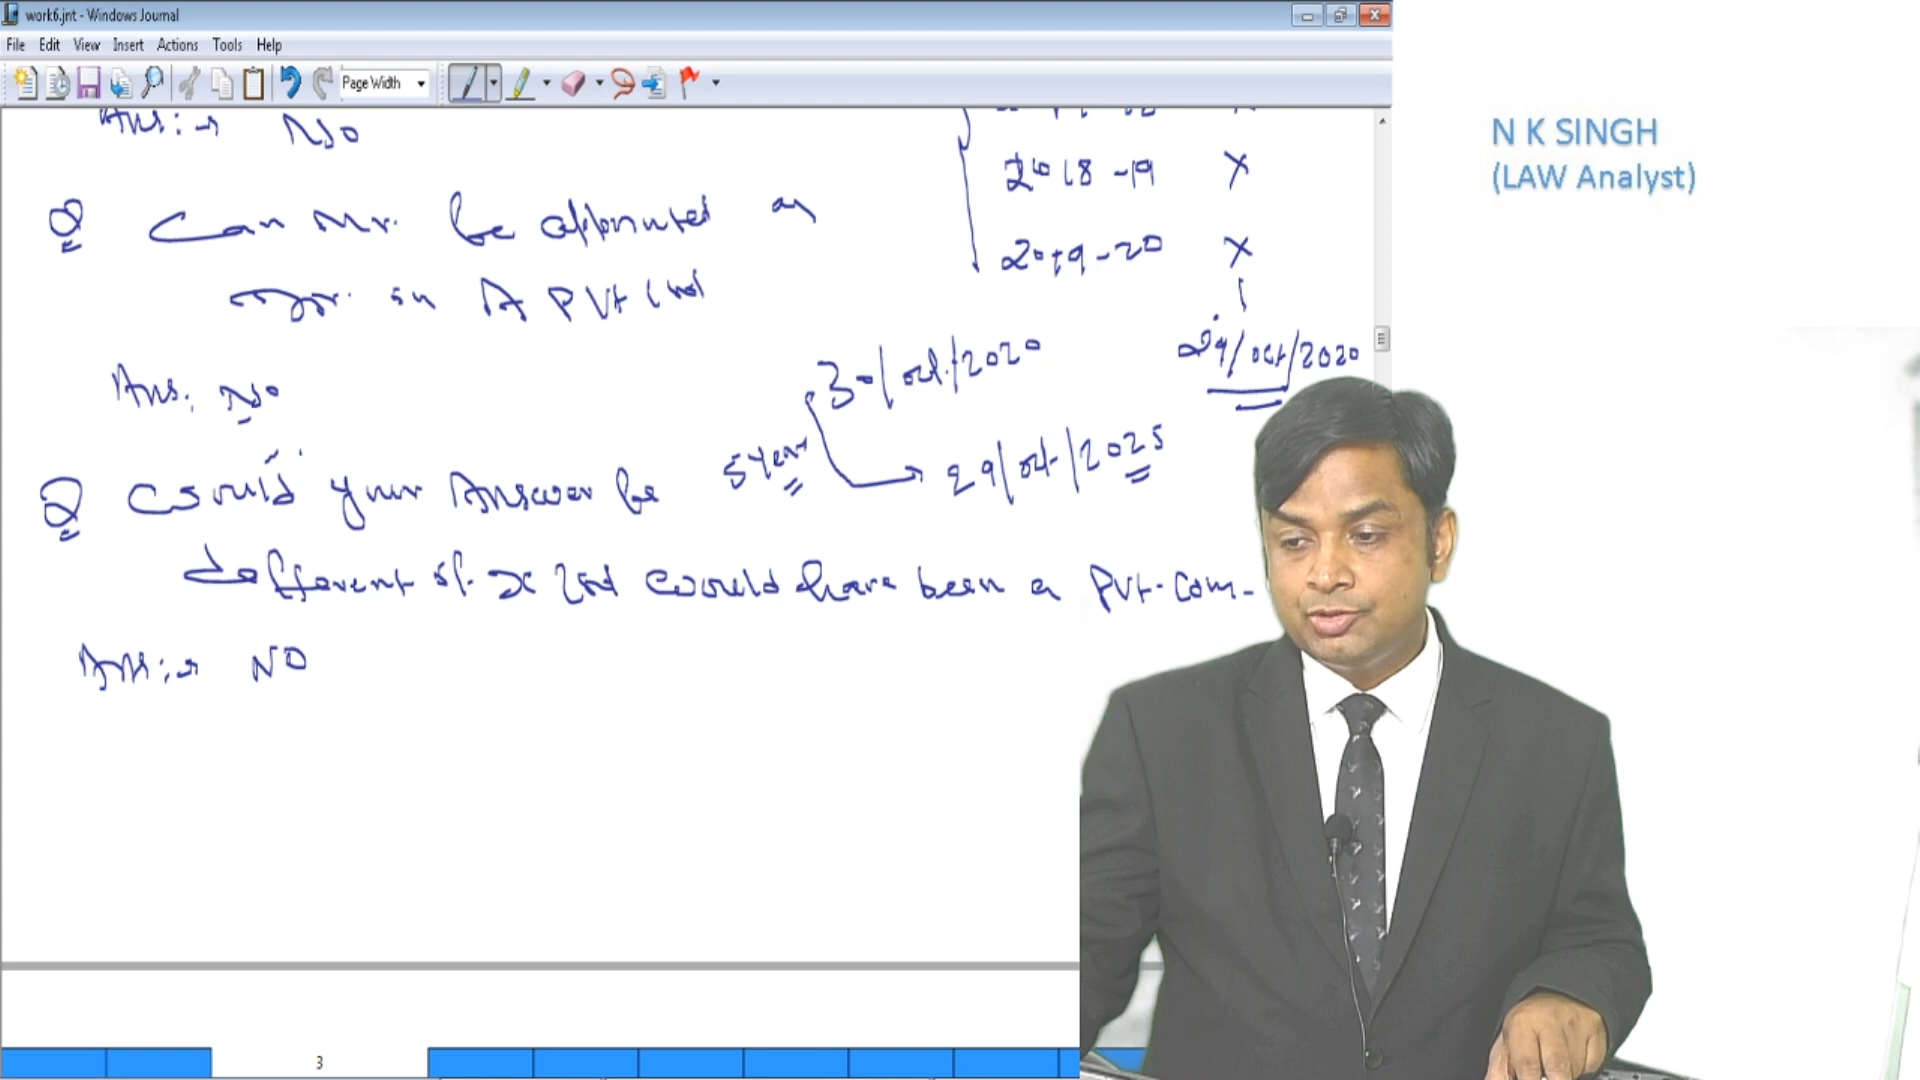 work6.jnt - Windows Journal
File Edit View Insert Actions Tools Help
Page Width
Ans: No
2018-19 X
Q Can Mr. be appointed as
2019-20 X
Dir. in A Pvt Ltd
29/Oct/2020
30/Oct./2020
Ans: No
5 Year 29/Oct/2025
Q Could your Answer be
different if x Ltd could have been a Pvt. Com-
Ans: NO
3
N K SINGH
(LAW Analyst)